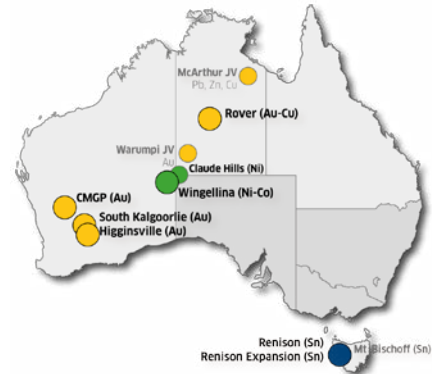 McArthur JV
Pb, Zn, Cu
Rover (Au-Cu)
Warumpi JV
Au
Claude Hills (Ni)
Wingellina (Ni-Co)
CMGP (Au)
South Kalgoorlie (Au)
Higginsville (Au)
Renison (Sn)
Mt Bischoff (Sn)
Renison Expansion (Sn)